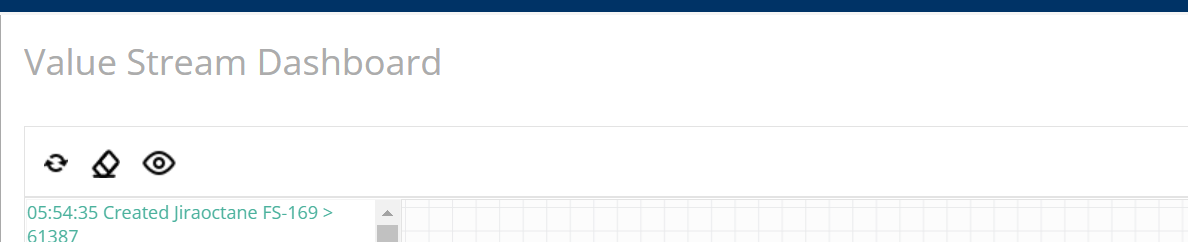 Value Stream Dashboard
05:54:35 Created Jiraoctane FS-169 >
61387